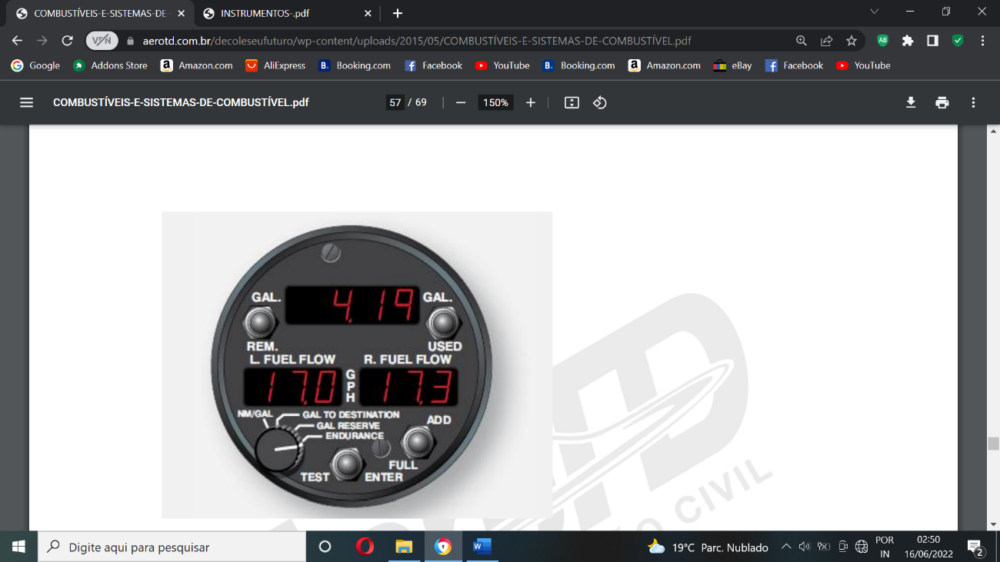 COMBUSTÍVEIS-E-SISTEMAS-DE-
INSTRUMENTOS-.pdf
VPN
aerotd.com.br/decoleseufuturo/wp-content/uploads/2015/05/COMBUSTÍVEIS-E-SISTEMAS-DE-COMBUSTÍVEL.pdf
AB
Google Addons Store Amazon.com AliExpress Booking.com Facebook YouTube Booking.com Amazon.com eBay Facebook YouTube
COMBUSTÍVEIS-E-SISTEMAS-DE-COMBUSTÍVEL.pdf
57 / 69
150%
GAL. 4.19 GAL.
REM. USED
L. FUEL FLOW R. FUEL FLOW
17.0 GPH 17.3
NM/GAL GAL TO DESTINATION
GAL RESERVE ADD
ENDURANCE
FULL
TEST ENTER
CIVIL
Digite aqui para pesquisar
19°C Parc. Nublado
POR
IN
02:50
16/06/2022
2